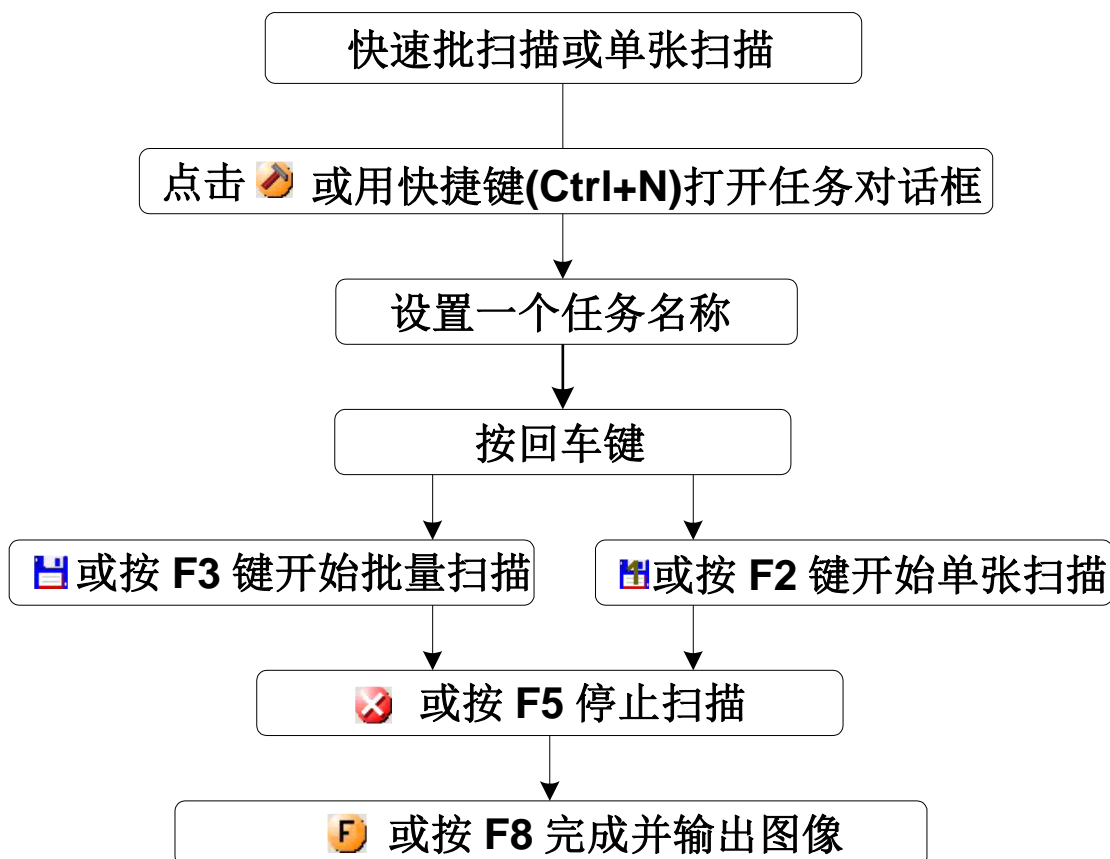 快速批扫描或单张扫描
点击 或用快捷键(Ctrl+N)打开任务对话框
设置一个任务名称
按回车键
或按 F3 键开始批量扫描
1或按 F2 键开始单张扫描
或按 F5 停止扫描
F 或按 F8 完成并输出图像